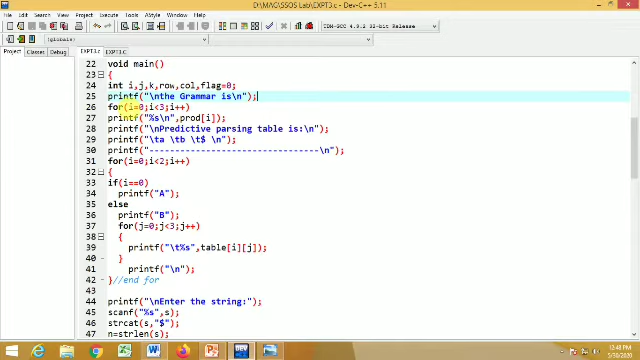 D:\MAG\SSOS Lab\EXPT3.c - Dev-C++ 5.11
File Edit Search View Project Execute Tools AStyle Window Help
TDM-GCC 4.9.2 32-bit Release
(globals)
Project Classes Debug EXPT3.c EXPT3.C
22 void main()
23 {
24 int i,j,k,row,col,flag=0;
25 printf("\nthe Grammar is\n");
26 for(i=0;i<3;i++)
27 printf("%s\n",prod[i]);
28 printf("\nPredictive parsing table is:\n");
29 printf("\ta \tb \t$ \n");
30 printf("----------------------------------\n");
31 for(i=0;i<2;i++)
32 {
33 if(i==0)
34 printf("A");
35 else
36 printf("B");
37 for(j=0;j<3;j++)
38 {
39 printf("\t%s",table[i][j]);
40 }
41 printf("\n");
42 }//end for
43
44 printf("\nEnter the string:");
45 scanf("%s",s);
46 strcat(s,"$");
47 n=strlen(s);
12:48 PM
5/30/2020